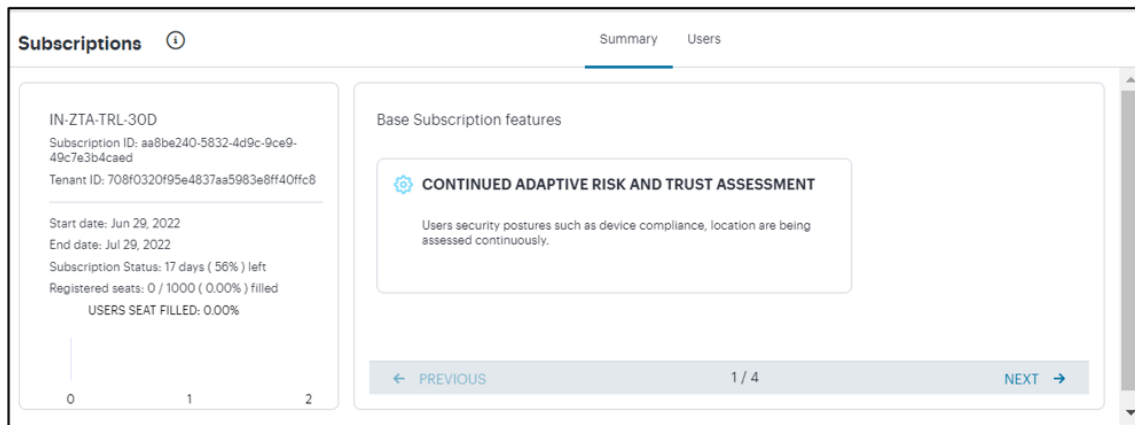 Subscriptions
Summary
Users
IN-ZTA-TRL-30D
Subscription ID: aa8be240-5832-4d9c-9ce9-
49c7e3b4caed
Tenant ID: 708f0320f95e4837aa5983e8ff40ffc8
Start date: Jun 29, 2022
End date: Jul 29, 2022
Subscription Status: 17 days ( 56% ) left
Registered seats: 0 / 1000 ( 0.00% ) filled
USERS SEAT FILLED: 0.00%
0 1 2
Base Subscription features
CONTINUED ADAPTIVE RISK AND TRUST ASSESSMENT
Users security postures such as device compliance, location are being
assessed continuously.
← PREVIOUS
1 / 4
NEXT →